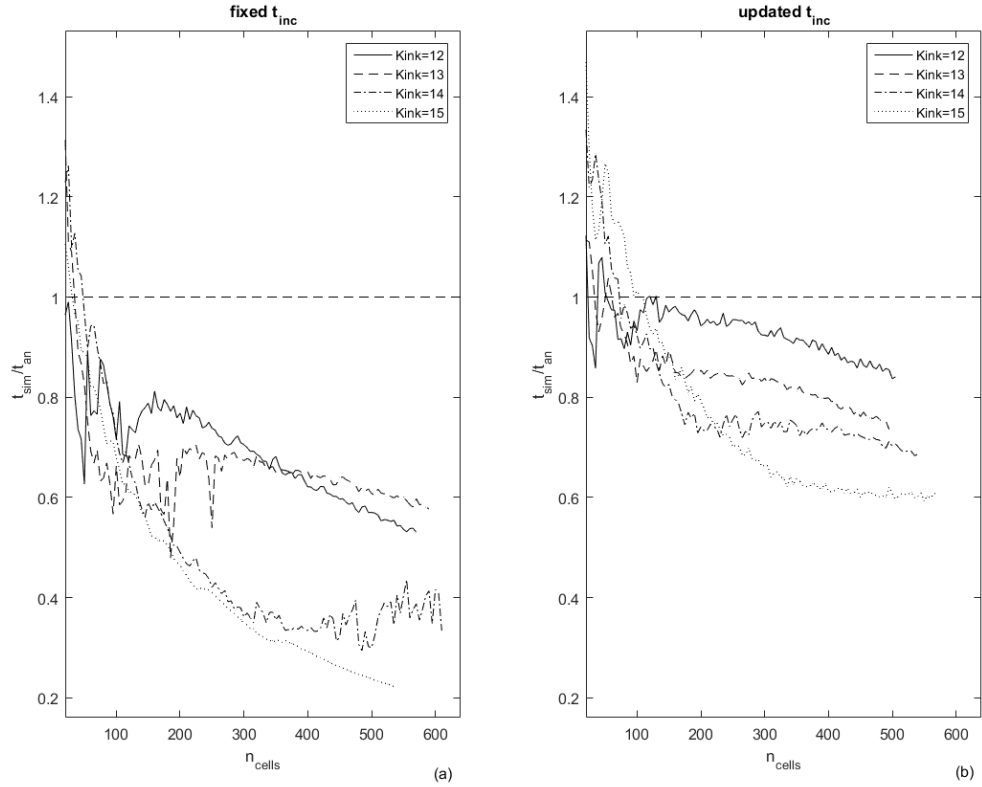 fixed t_inc
Kink=12
Kink=13
Kink=14
Kink=15
1.4
1.2
1
0.8
0.6
0.4
0.2
t_sim/t_an
100 200 300 400 500 600
n_cells
(a)
updated t_inc
Kink=12
Kink=13
Kink=14
Kink=15
1.4
1.2
1
0.8
0.6
0.4
0.2
t_sim/t_an
100 200 300 400 500 600
n_cells
(b)